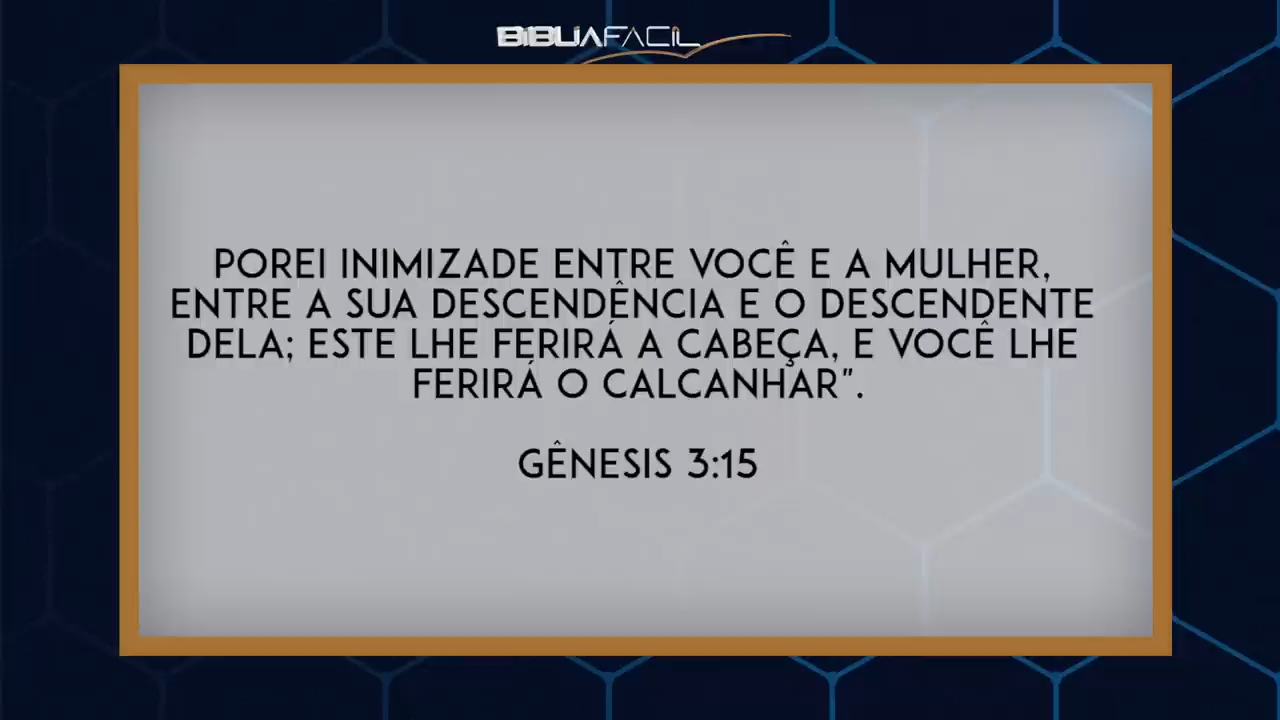 BIBLIAFACIL
POREI INIMIZADE ENTRE VOCÊ E A MULHER,
ENTRE A SUA DESCENDÊNCIA E O DESCENDENTE
DELA; ESTE LHE FERIRÁ A CABEÇA, E VOCÊ LHE
FERIRÁ O CALCANHAR”.
GÊNESIS 3:15